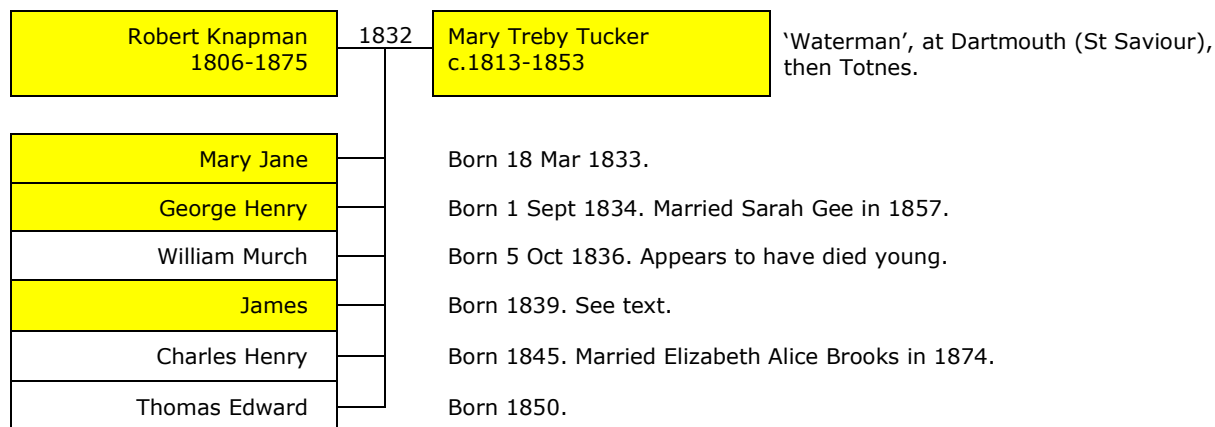 Robert Knapman
1806-1875
1832
Mary Treby Tucker
c.1813-1853
‘Waterman’, at Dartmouth (St Saviour),
then Totnes.
Mary Jane
Born 18 Mar 1833.
George Henry
Born 1 Sept 1834. Married Sarah Gee in 1857.
William Murch
Born 5 Oct 1836. Appears to have died young.
James
Born 1839. See text.
Charles Henry
Born 1845. Married Elizabeth Alice Brooks in 1874.
Thomas Edward
Born 1850.